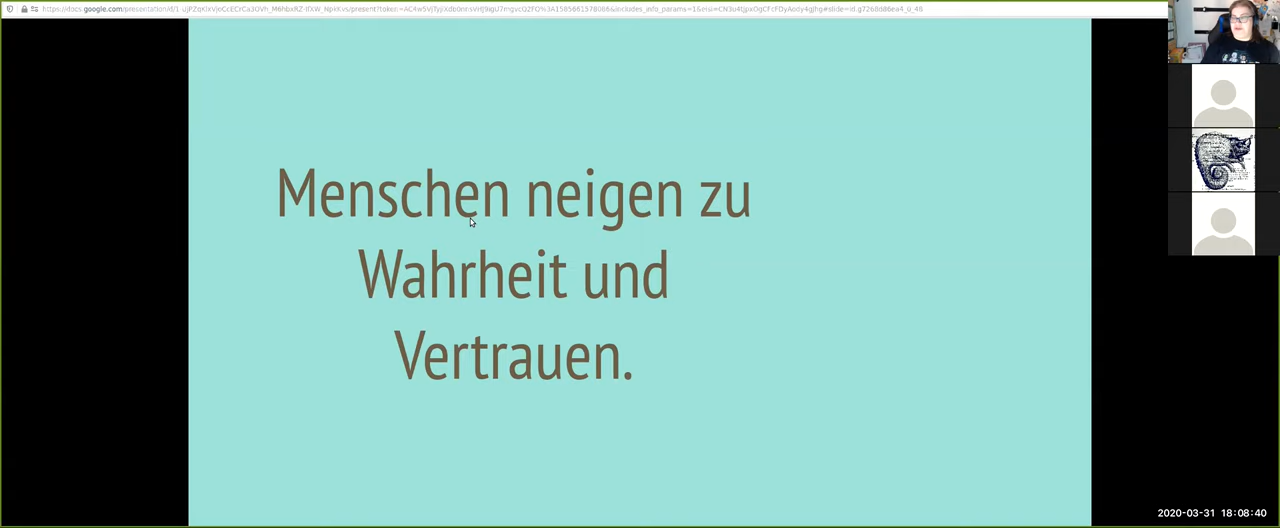 Menschen neigen zu
Wahrheit und
Vertrauen.
2020-03-31 18:08:40